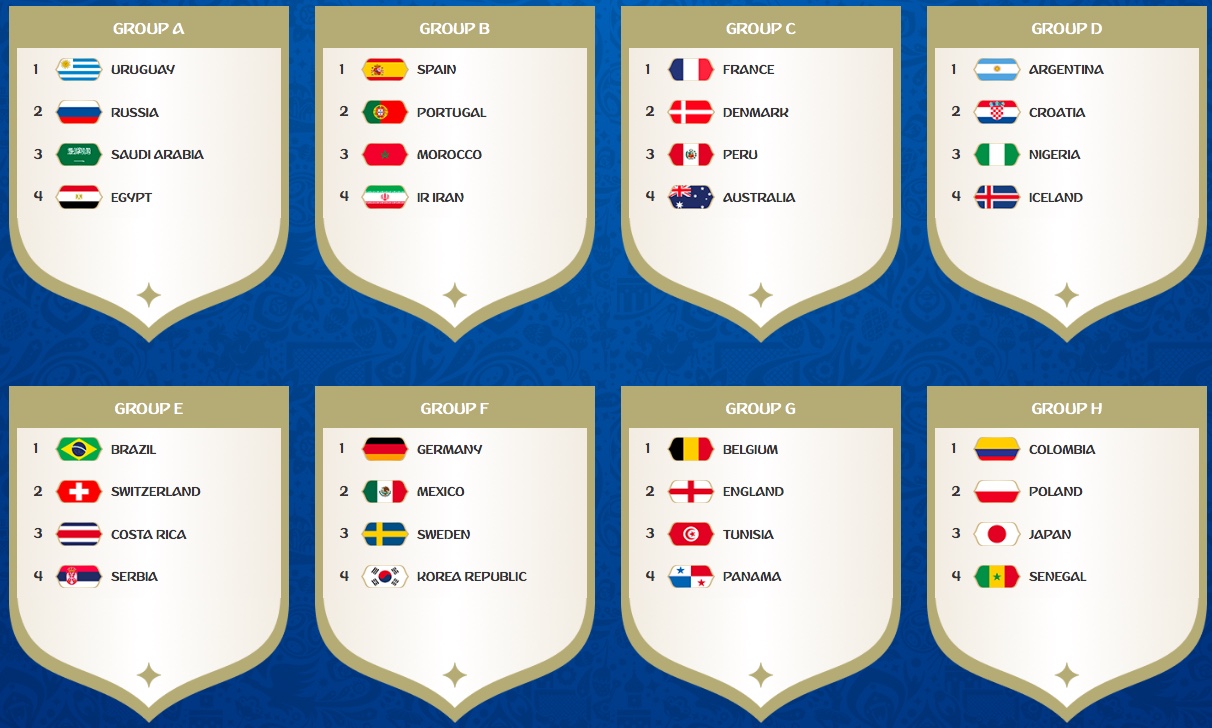 GROUP A
1 URUGUAY
2 RUSSIA
3 SAUDI ARABIA
4 EGYPT
GROUP B
1 SPAIN
2 PORTUGAL
3 MOROCCO
4 IR IRAN
GROUP C
1 FRANCE
2 DENMARK
3 PERU
4 AUSTRALIA
GROUP D
1 ARGENTINA
2 CROATIA
3 NIGERIA
4 ICELAND
GROUP E
1 BRAZIL
2 SWITZERLAND
3 COSTA RICA
4 SERBIA
GROUP F
1 GERMANY
2 MEXICO
3 SWEDEN
4 KOREA REPUBLIC
GROUP G
1 BELGIUM
2 ENGLAND
3 TUNISIA
4 PANAMA
GROUP H
1 COLOMBIA
2 POLAND
3 JAPAN
4 SENEGAL